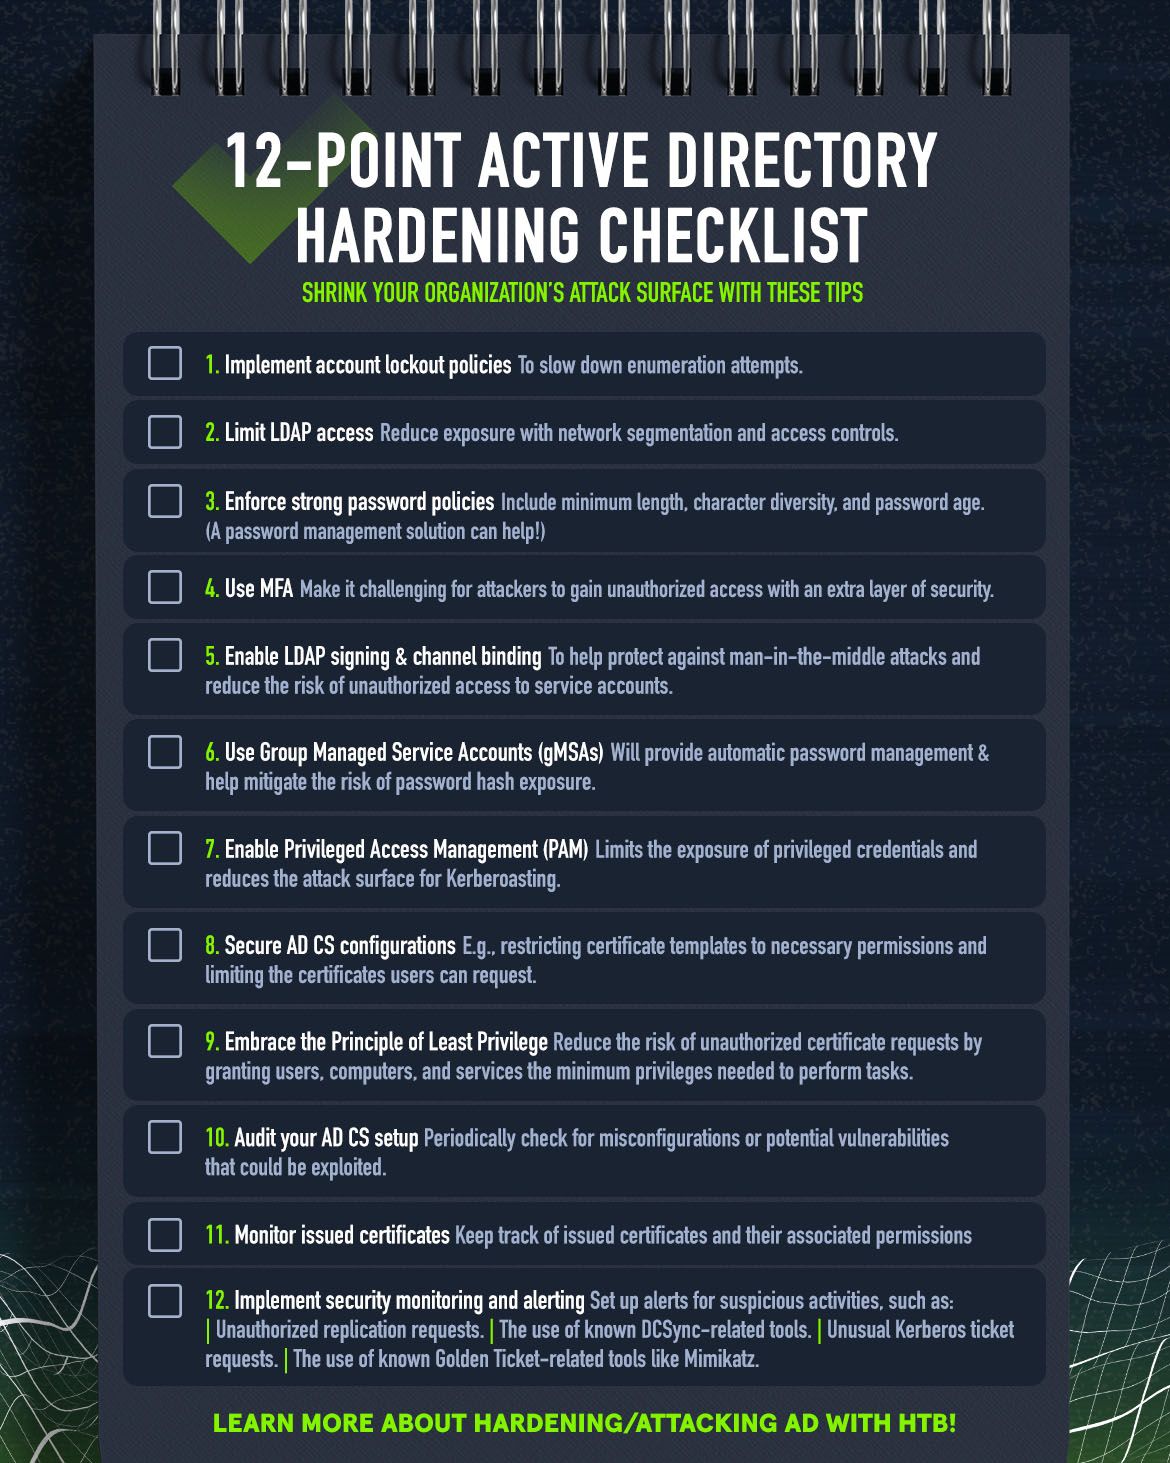 12-POINT ACTIVE DIRECTORY
HARDENING CHECKLIST
SHRINK YOUR ORGANIZATION'S ATTACK SURFACE WITH THESE TIPS
1. Implement account lockout policies To slow down enumeration attempts.
2. Limit LDAP access Reduce exposure with network segmentation and access controls.
3. Enforce strong password policies Include minimum length, character diversity, and password age.
(A password management solution can help!)
4. Use MFA Make it challenging for attackers to gain unauthorized access with an extra layer of security.
5. Enable LDAP signing & channel binding To help protect against man-in-the-middle attacks and
reduce the risk of unauthorized access to service accounts.
6. Use Group Managed Service Accounts (gMSAs) Will provide automatic password management &
help mitigate the risk of password hash exposure.
7. Enable Privileged Access Management (PAM) Limits the exposure of privileged credentials and
reduces the attack surface for Kerberoasting.
8. Secure AD CS configurations E.g., restricting certificate templates to necessary permissions and
limiting the certificates users can request.
9. Embrace the Principle of Least Privilege Reduce the risk of unauthorized certificate requests by
granting users, computers, and services the minimum privileges needed to perform tasks.
10. Audit your AD CS setup Periodically check for misconfigurations or potential vulnerabilities
that could be exploited.
11. Monitor issued certificates Keep track of issued certificates and their associated permissions
12. Implement security monitoring and alerting Set up alerts for suspicious activities, such as:
| Unauthorized replication requests. | The use of known DCSync-related tools. | Unusual Kerberos ticket
requests. | The use of known Golden Ticket-related tools like Mimikatz.
LEARN MORE ABOUT HARDENING/ATTACKING AD WITH HTB!